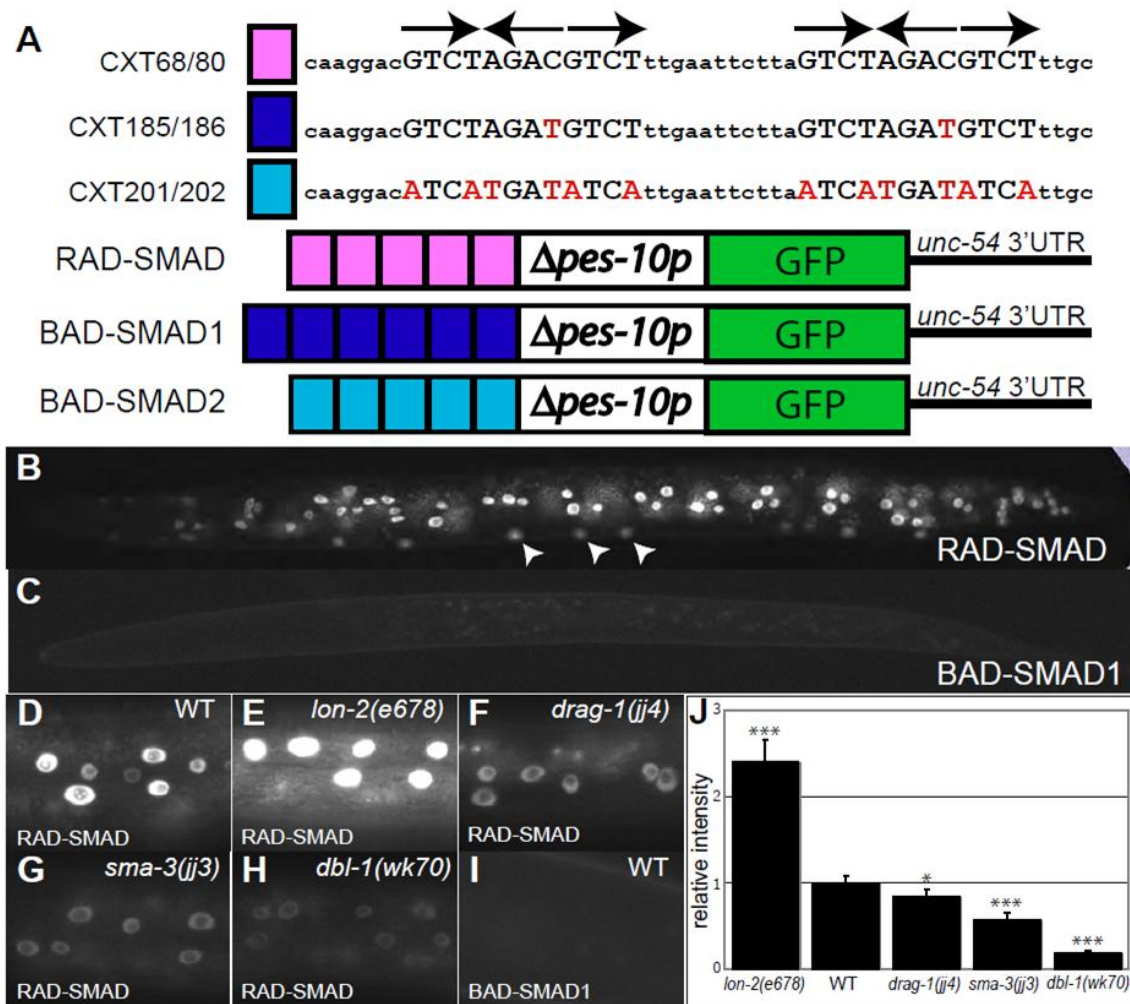 A
CXT68/80
caaggacGTCTAGACGTCTttgaattcttaGTCTAGACGTCTttgc
CXT185/186
caaggacGTCTAGATGTCTttgaattcttaGTCTAGATGTCTttgc
CXT201/202
caaggacATCATGATATCAttgaattcttaATCATGATATCAttgc
RAD-SMAD
Δpes-10p
GFP
unc-54 3'UTR
BAD-SMAD1
Δpes-10p
GFP
unc-54 3'UTR
BAD-SMAD2
Δpes-10p
GFP
unc-54 3'UTR
B
RAD-SMAD
C
BAD-SMAD1
D
WT
RAD-SMAD
E
lon-2(e678)
RAD-SMAD
F
drag-1(jj4)
RAD-SMAD
G
sma-3(jj3)
RAD-SMAD
H
dbl-1(wk70)
RAD-SMAD
I
WT
BAD-SMAD1
J
relative intensity
3
2
1
0
***
*
***
***
lon-2(e678)
WT
drag-1(jj4)
sma-3(jj3)
dbl-1(wk70)